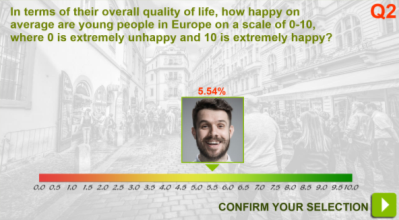 In terms of their overall quality of life, how happy on
average are young people in Europe on a scale of 0-10,
where 0 is extremely unhappy and 10 is extremely happy?
Q2
5.54%
0.0 0.5 1.0 1.5 2.0 2.5 3.0 3.5 4.0 4.5 5.0 5.5 6.0 6.5 7.0 7.5 8.0 8.5 9.0 9.5 10.0
CONFIRM YOUR SELECTION